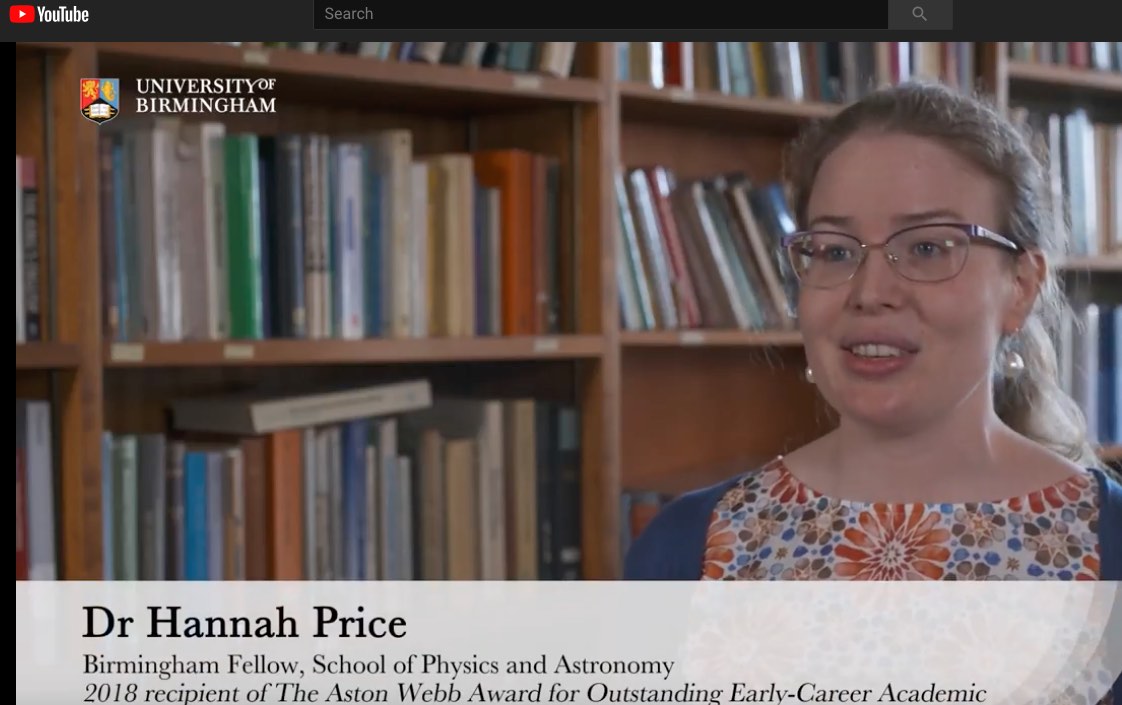 YouTube
Search
UNIVERSITY OF
BIRMINGHAM
Dr Hannah Price
Birmingham Fellow, School of Physics and Astronomy
2018 recipient of The Aston Webb Award for Outstanding Early-Career Academic